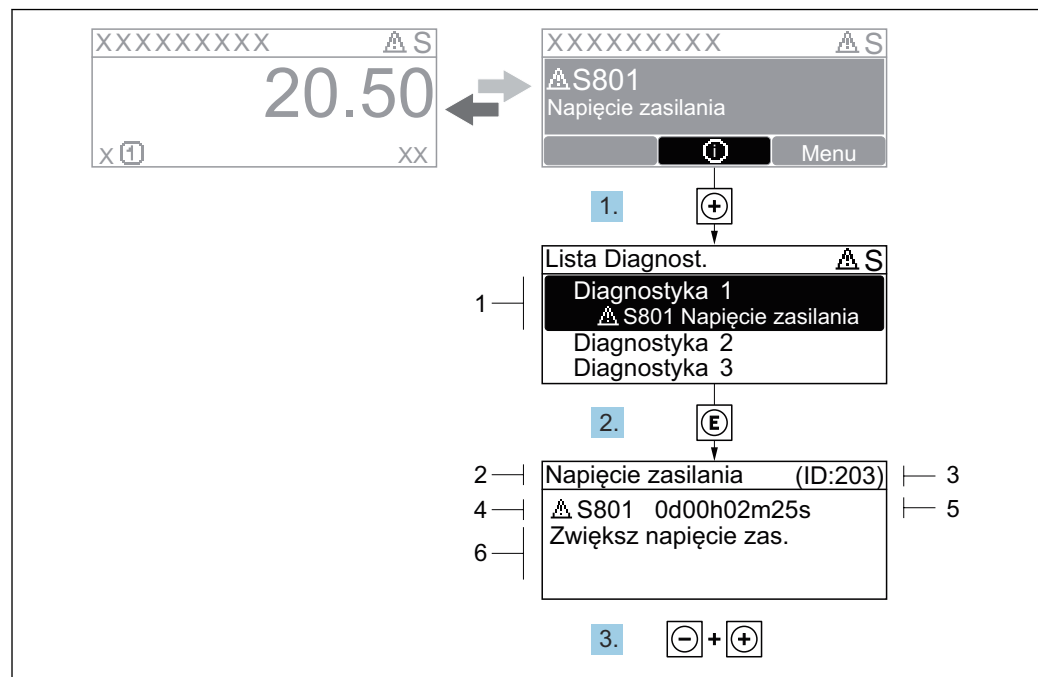 XXXXXXXXX ⚠ S
20.50
X ① XX
XXXXXXXXX ⚠ S
⚠ S801
Napięcie zasilania
ⓘ Menu
1. +
Lista Diagnost. ⚠ S
1
Diagnostyka 1
⚠ S801 Napięcie zasilania
Diagnostyka 2
Diagnostyka 3
2. E
2 Napięcie zasilania (ID:203) 3
4 ⚠ S801 0d00h02m25s 5
6 Zwiększ napięcie zas.
3. - + +